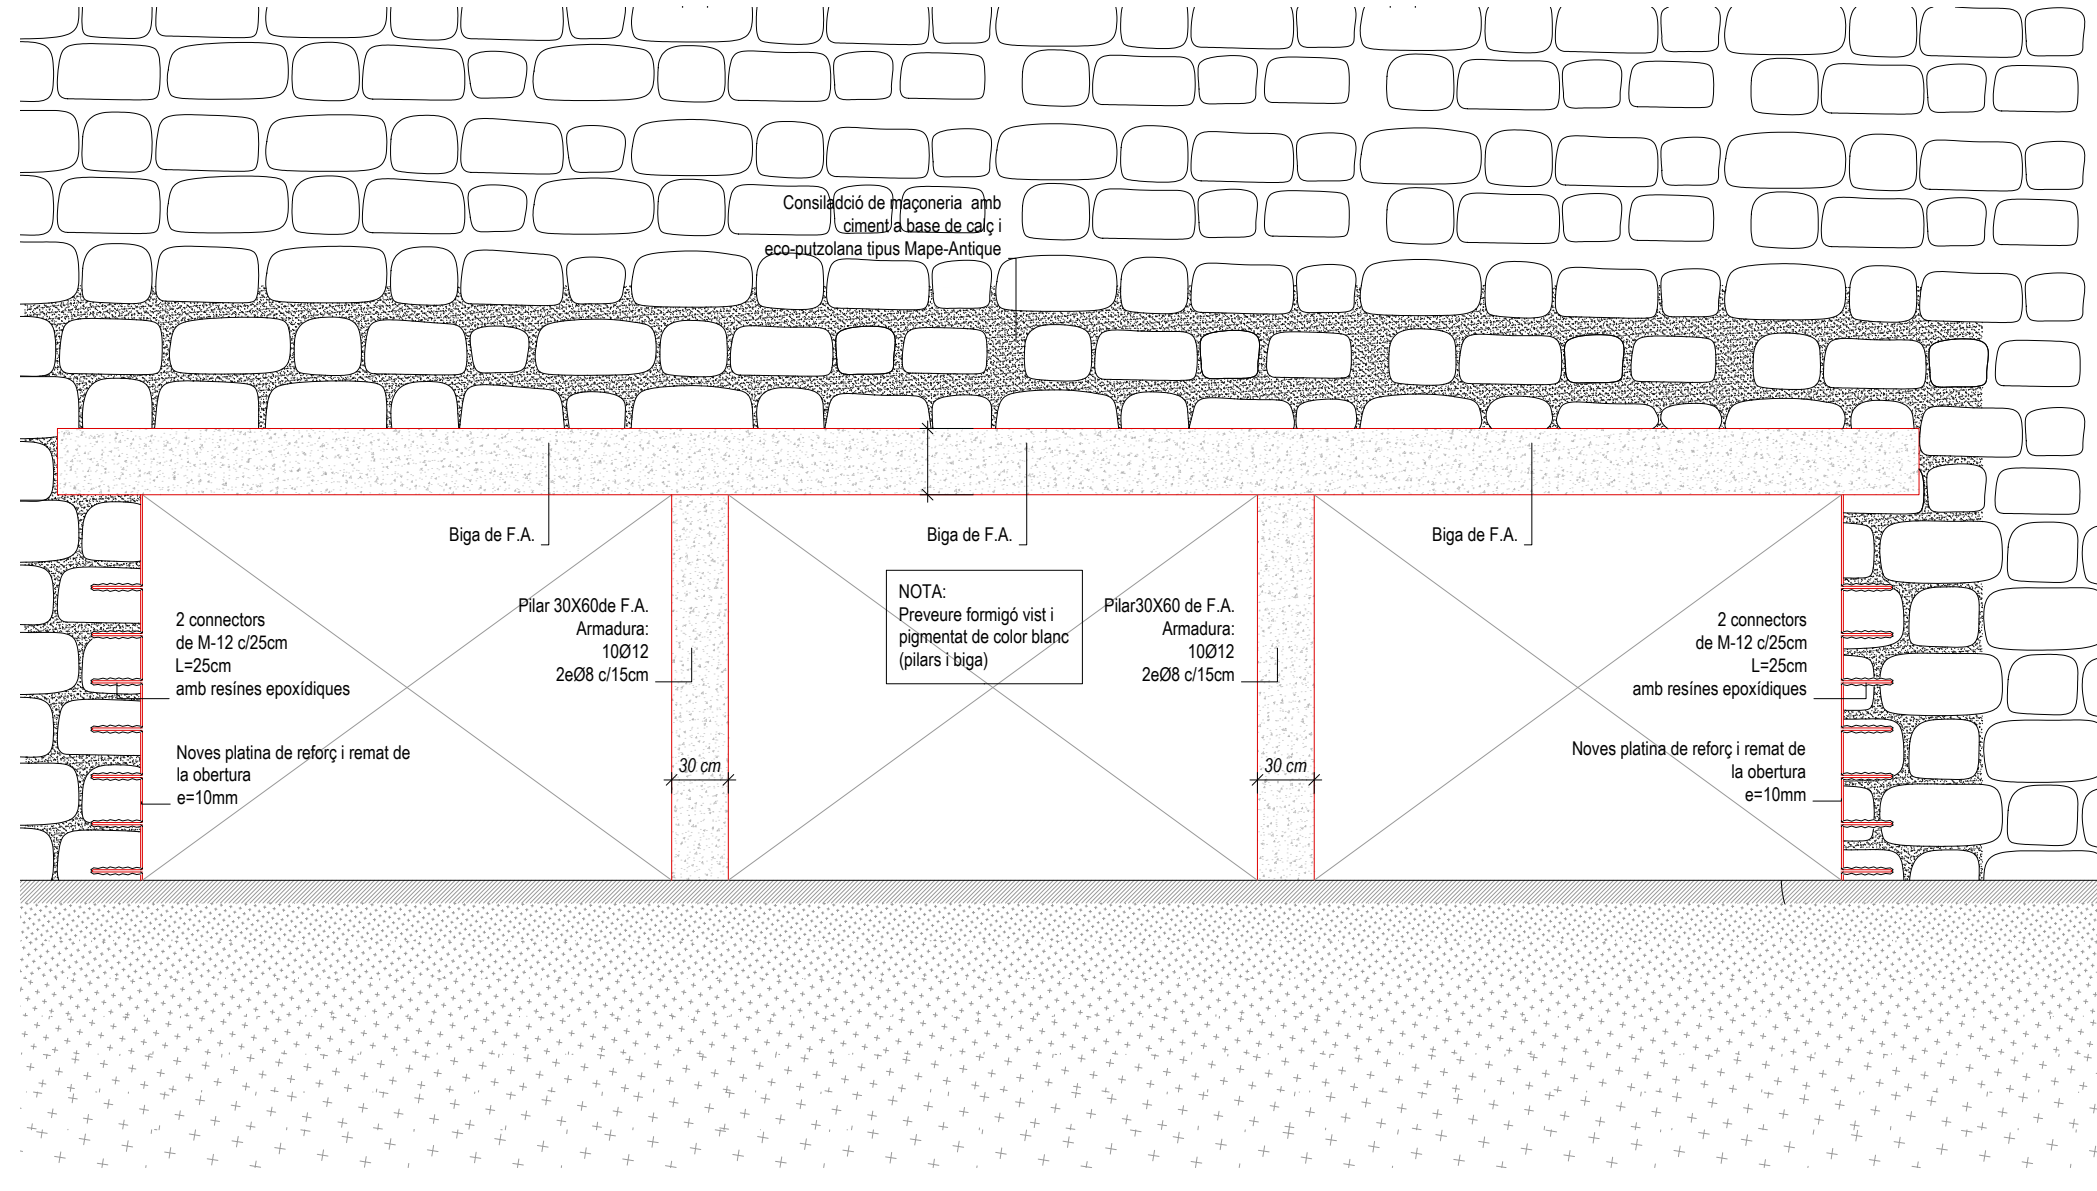 Consiladció de maçoneria  amb
ciment a base de calç i
eco-putzolana tipus Mape-Antique
Biga de F.A.
Biga de F.A.
Biga de F.A.
2 connectors
de M-12 c/25cm
L=25cm
amb resínes epoxídiques
Noves platina de reforç i remat de
la obertura
e=10mm
Pilar 30X60de F.A.
Armadura:
10Ø12
2eØ8 c/15cm
30 cm
NOTA:
Preveure formigó vist i
pigmentat de color blanc
(pilars i biga)
Pilar30X60 de F.A.
Armadura:
10Ø12
2eØ8 c/15cm
30 cm
2 connectors
de M-12 c/25cm
L=25cm
amb resínes epoxídiques
Noves platina de reforç i remat de
la obertura
e=10mm